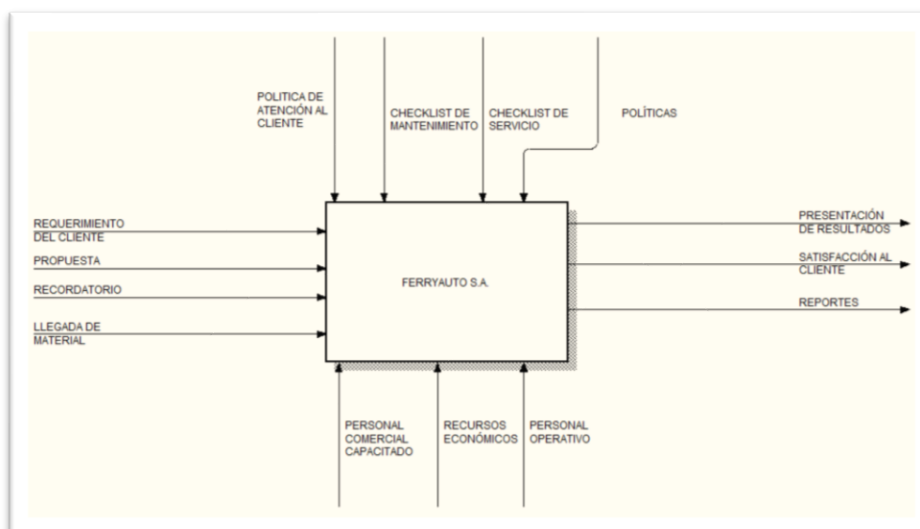 POLITICA DE
ATENCIÓN AL
CLIENTE
CHECKLIST DE
MANTENIMIENTO
CHECKLIST DE
SERVICIO
POLÍTICAS
REQUERIMIENTO
DEL CLIENTE
PROPUESTA
RECORDATORIO
LLEGADA DE
MATERIAL
FERRYAUTO S.A.
PRESENTACIÓN
DE RESULTADOS
SATISFACCIÓN AL
CLIENTE
REPORTES
PERSONAL
COMERCIAL
CAPACITADO
RECURSOS
ECONÓMICOS
PERSONAL
OPERATIVO